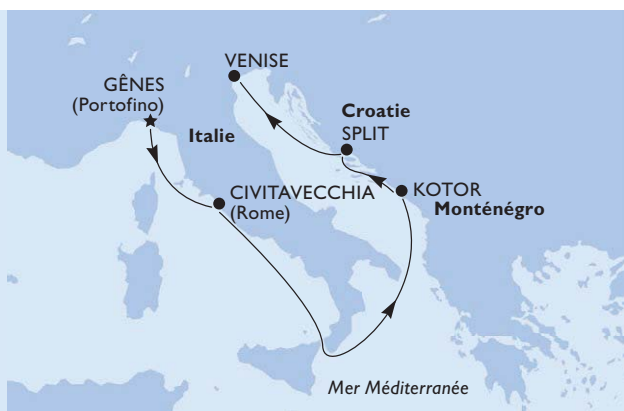 VENISE
GÊNES
(Portofino)
Italie
Croatie
SPLIT
CIVITAVECCHIA
(Rome)
KOTOR
Monténégro
Mer Méditerranée